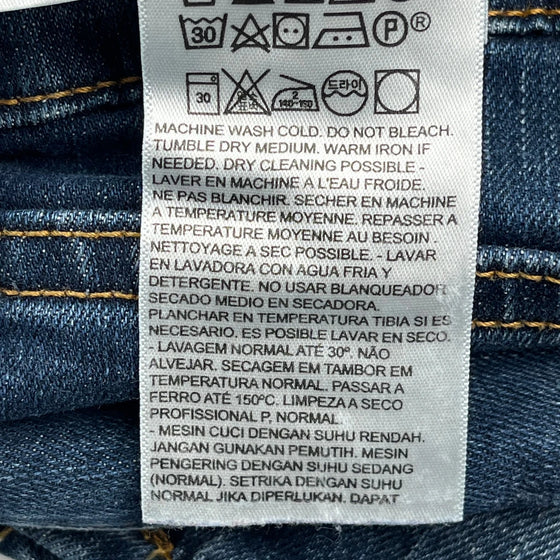 30 P ®
30 2 140-150 드라이
MACHINE WASH COLD. DO NOT BLEACH.
TUMBLE DRY MEDIUM. WARM IRON IF
NEEDED. DRY CLEANING POSSIBLE -
LAVER EN MACHINE A L'EAU FROIDE.
NE PAS BLANCHIR. SECHER EN MACHINE
A TEMPERATURE MOYENNE. REPASSER A
TEMPERATURE MOYENNE AU BESOIN
NETTOYAGE A SEC POSSIBLE. - LAVAR
EN LAVADORA CON AGUA FRIA Y
DETERGENTE. NO USAR BLANQUEADOR
SECADO MEDIO EN SECADORA.
PLANCHAR EN TEMPERATURA TIBIA SI ES
NECESARIO. ES POSIBLE LAVAR EN SECO.
- LAVAGEM NORMAL ATÉ 30º. NÃO
ALVEJAR. SECAGEM EM TAMBOR EM
TEMPERATURA NORMAL. PASSAR A
FERRO ATÉ 150ºC. LIMPEZA A SECO
PROFISSIONAL P, NORMAL.
- MESIN CUCI DENGAN SUHU RENDAH.
JANGAN GUNAKAN PEMUTIH. MESIN
PENGERING DENGAN SUHU SEDANG
(NORMAL). SETRIKA DENGAN SUHU
NORMAL JIKA DIPERLUKAN. DAPAT